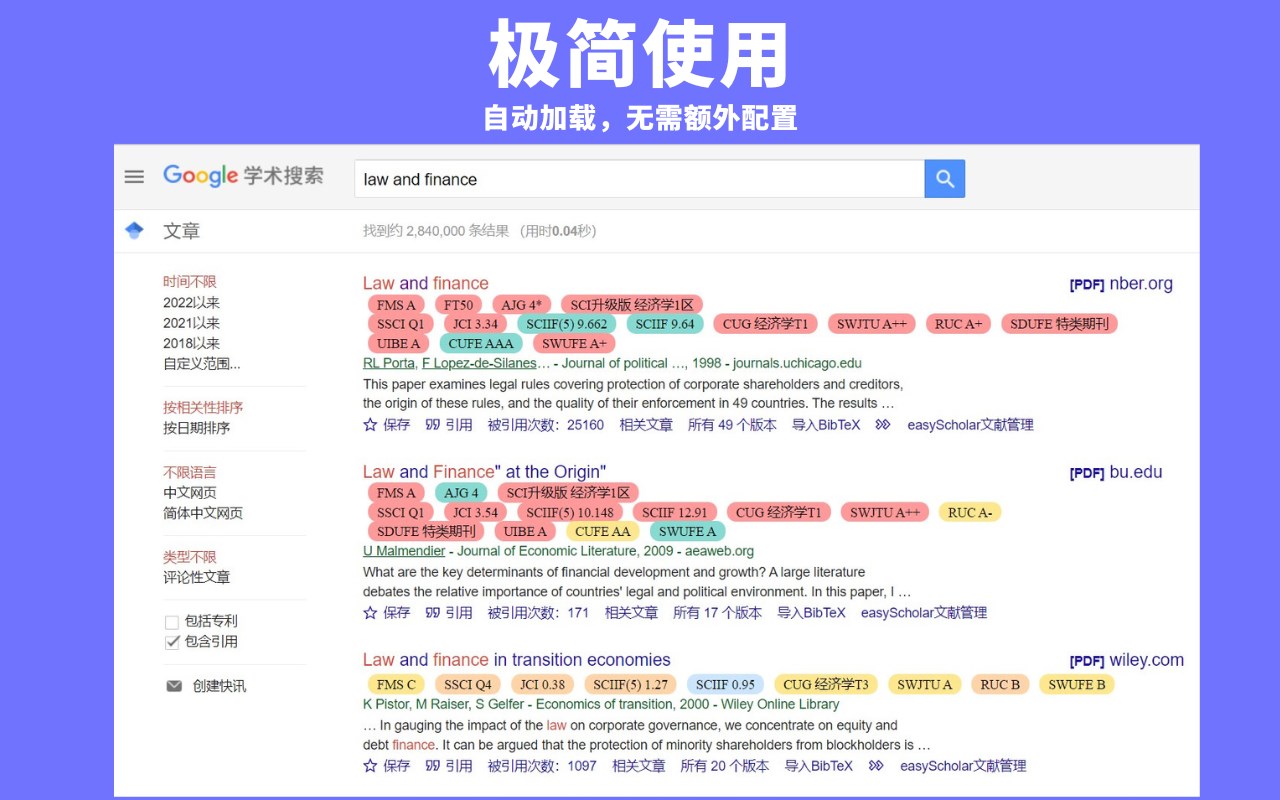 极简使用
自动加载，无需额外配置
Google 学术搜索
law and finance
文章
找到约 2,840,000 条结果 （用时0.04秒）
时间不限
2022以来
2021以来
2018以来
自定义范围...
按相关性排序
按日期排序
不限语言
中文网页
简体中文网页
类型不限
评论性文章
包括专利
包含引用
创建快讯
Law and finance [PDF] nber.org
FMS A FT50 AJG 4* SCI升级版 经济学1区
SSCI Q1 JCI 3.34 SCIIF(5) 9.662 SCIIF 9.64 CUG 经济学T1 SWJTU A++ RUC A+ SDUFE 特类期刊
UIBE A CUFE AAA SWUFE A+
RL Porta, F Lopez-de-Silanes… - Journal of political …, 1998 - journals.uchicago.edu
This paper examines legal rules covering protection of corporate shareholders and creditors,
the origin of these rules, and the quality of their enforcement in 49 countries. The results …
保存 引用 被引用次数：25160 相关文章 所有 49 个版本 导入BibTeX easyScholar文献管理
Law and Finance" at the Origin" [PDF] bu.edu
FMS A AJG 4 SCI升级版 经济学1区
SSCI Q1 JCI 3.54 SCIIF(5) 10.148 SCIIF 12.91 CUG 经济学T1 SWJTU A++ RUC A-
SDUFE 特类期刊 UIBE A CUFE AA SWUFE A
U Malmendier - Journal of Economic Literature, 2009 - aeaweb.org
What are the key determinants of financial development and growth? A large literature
debates the relative importance of countries' legal and political environment. In this paper, I …
保存 引用 被引用次数：171 相关文章 所有 17 个版本 导入BibTeX easyScholar文献管理
Law and finance in transition economies [PDF] wiley.com
FMS C SSCI Q4 JCI 0.38 SCIIF(5) 1.27 SCIIF 0.95 CUG 经济学T3 SWJTU A RUC B SWUFE B
K Pistor, M Raiser, S Gelfer - Economics of transition, 2000 - Wiley Online Library
… In gauging the impact of the law on corporate governance, we concentrate on equity and
debt finance. It can be argued that the protection of minority shareholders from blockholders is …
保存 引用 被引用次数：1097 相关文章 所有 20 个版本 导入BibTeX easyScholar文献管理